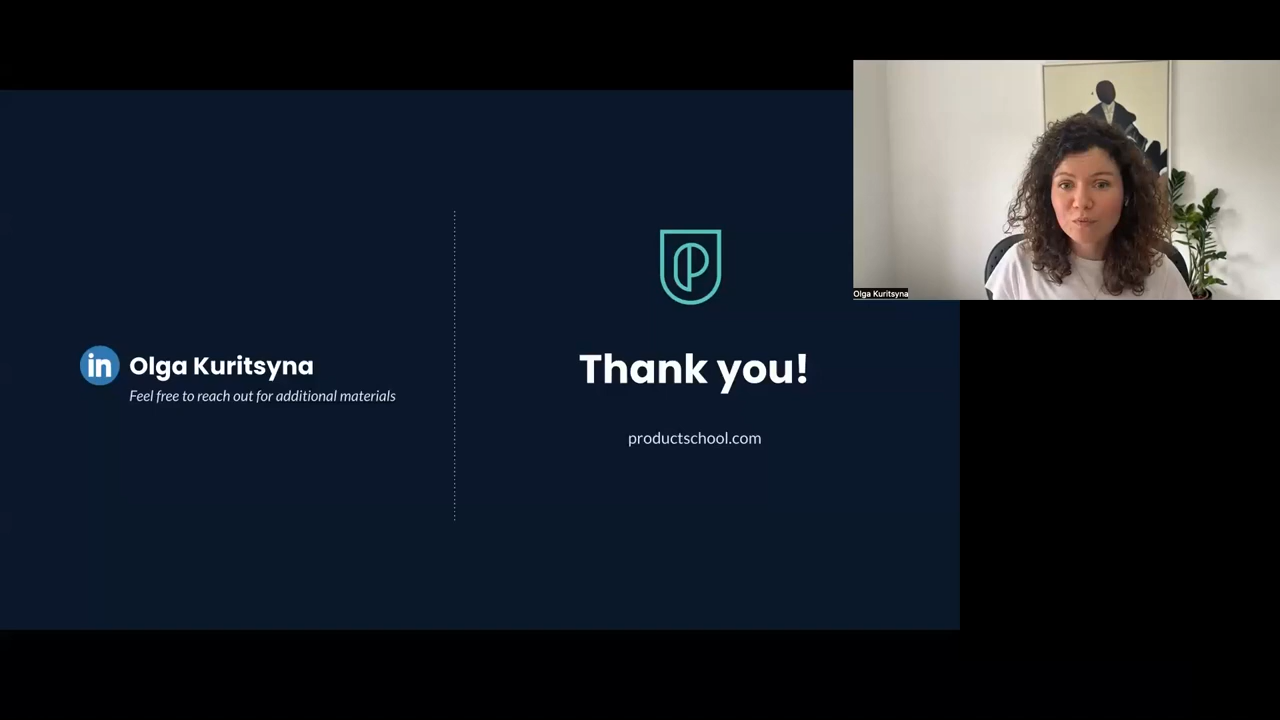 in Olga Kuritsyna
Feel free to reach out for additional materials
Thank you!
productschool.com
Olga Kuritsyna